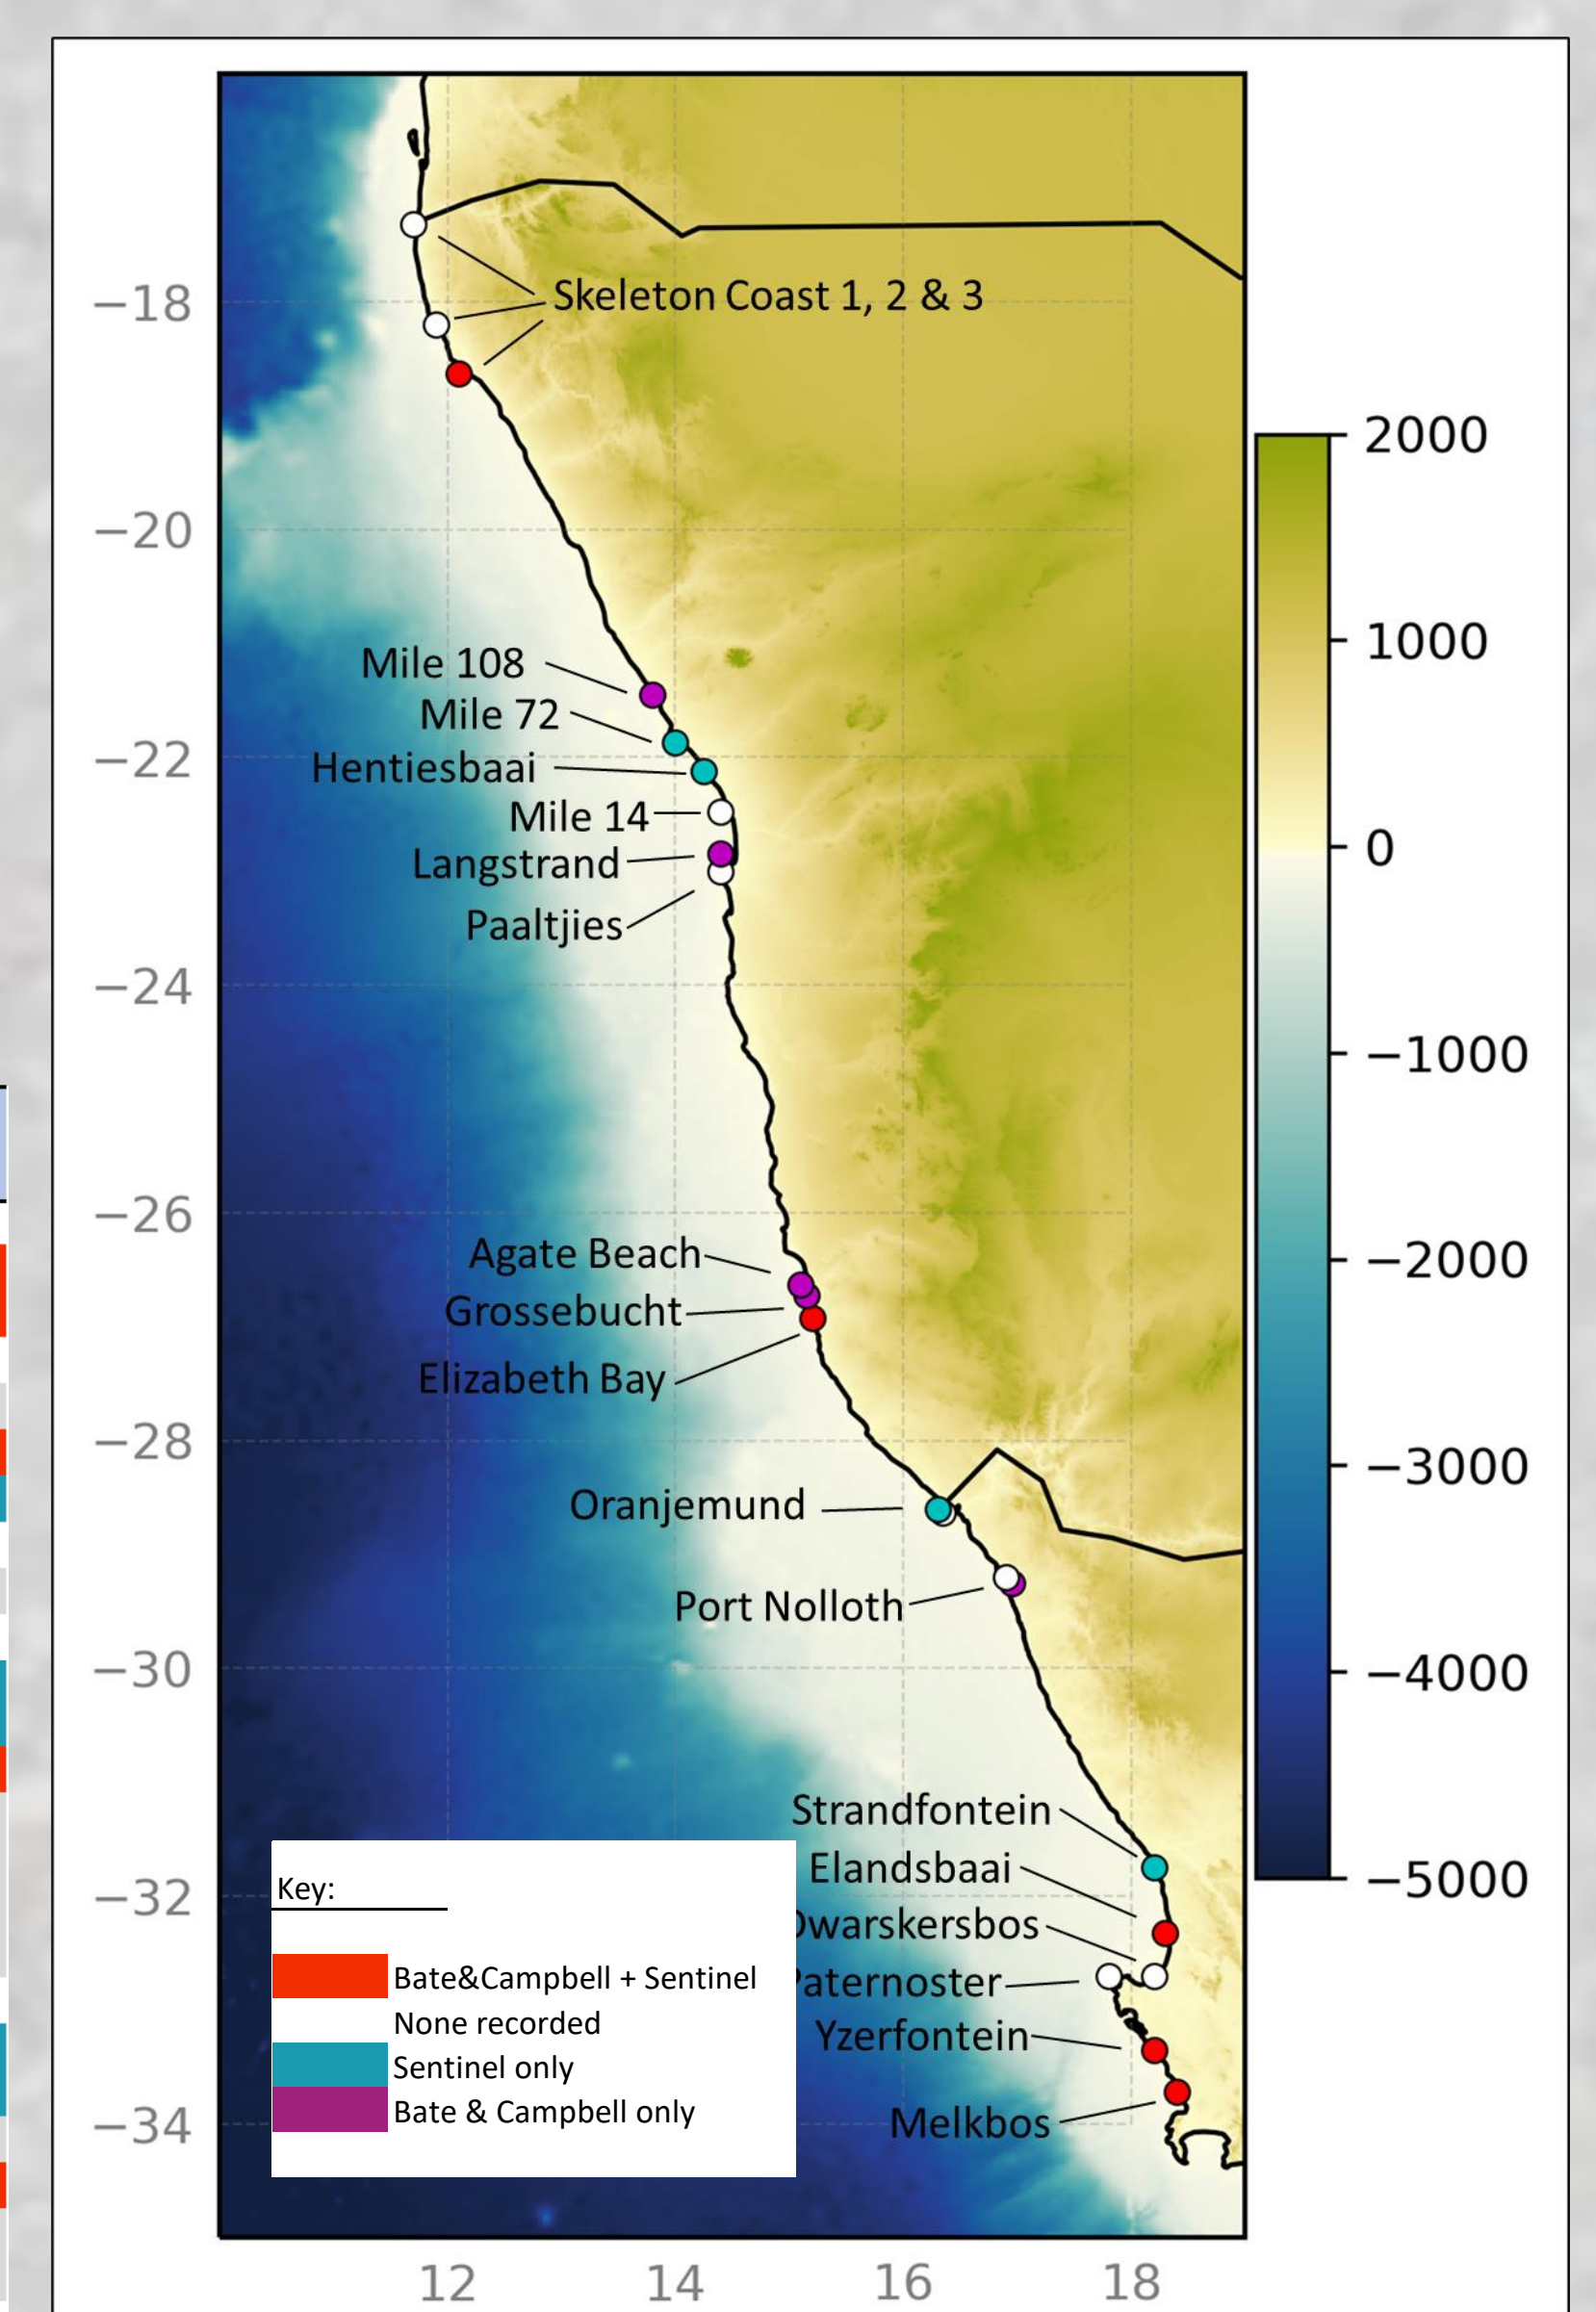 Skeleton Coast 1, 2 & 3
−18
2000
−20
1000
Mile 108
Mile 72
−22
Hentiesbaai
Mile 14
0
Langstrand
Paaltjies
−24
−1000
−26
Agate Beach
−2000
Grossebucht
Elizabeth Bay
−28
−3000
Oranjemund
Port Nolloth
−30
−4000
Strandfontein
Elandsbaai
−5000
−32
Key:
warskersbos
Bate&Campbell + Sentinel
aternoster
None recorded
Yzerfontein
Sentinel only
Bate & Campbell only
Melkbos
−34
12 14 16 18